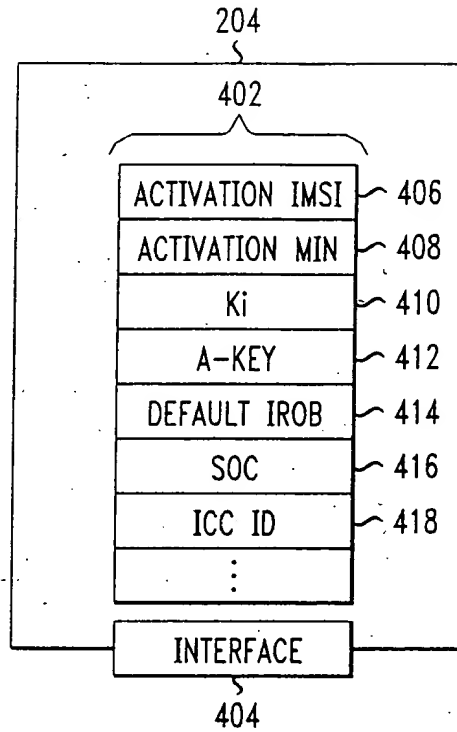 204
402
ACTIVATION IMSI 406
ACTIVATION MIN 408
Ki 410
A-KEY 412
DEFAULT IROB 414
SOC 416
ICC ID 418
⋮
INTERFACE
404